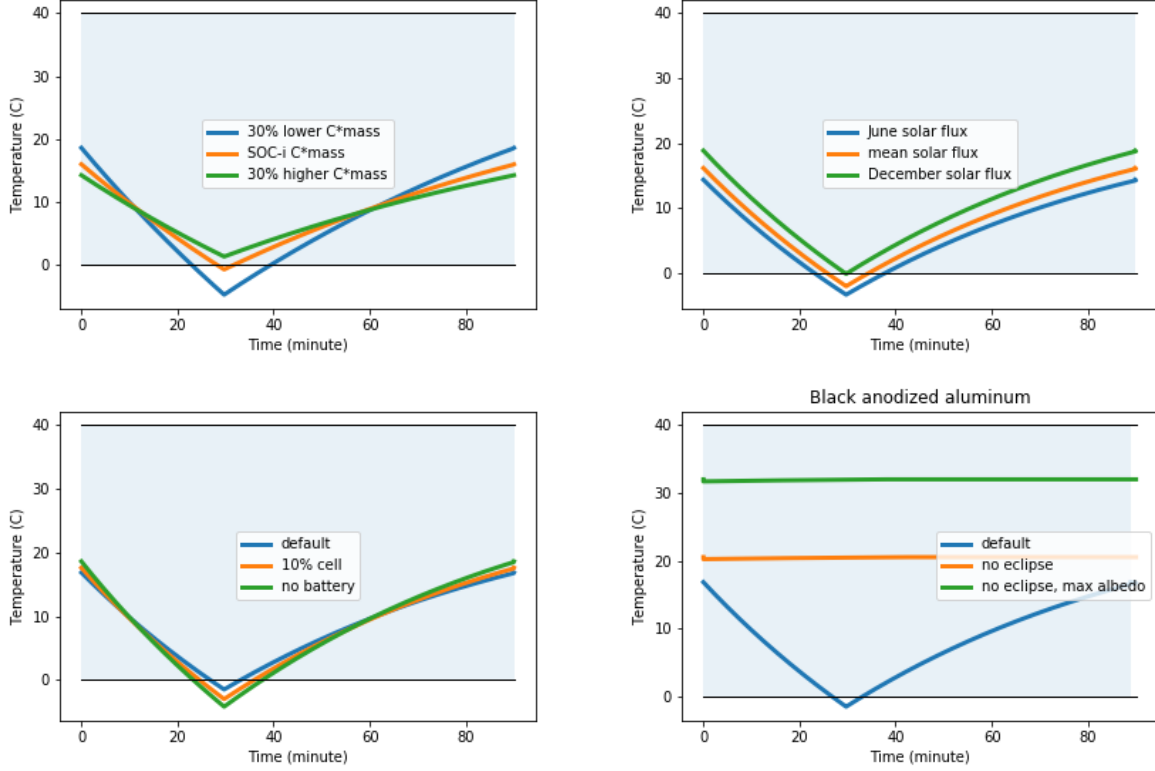 40
30
20
10
0
Temperature (C)
30% lower C*mass
SOC-i C*mass
30% higher C*mass
0 20 40 60 80
Time (minute)
40
30
20
10
0
Temperature (C)
June solar flux
mean solar flux
December solar flux
0 20 40 60 80
Time (minute)
40
30
20
10
0
Temperature (C)
default
10% cell
no battery
0 20 40 60 80
Time (minute)
Black anodized aluminum
40
30
20
10
0
Temperature (C)
default
no eclipse
no eclipse, max albedo
0 20 40 60 80
Time (minute)